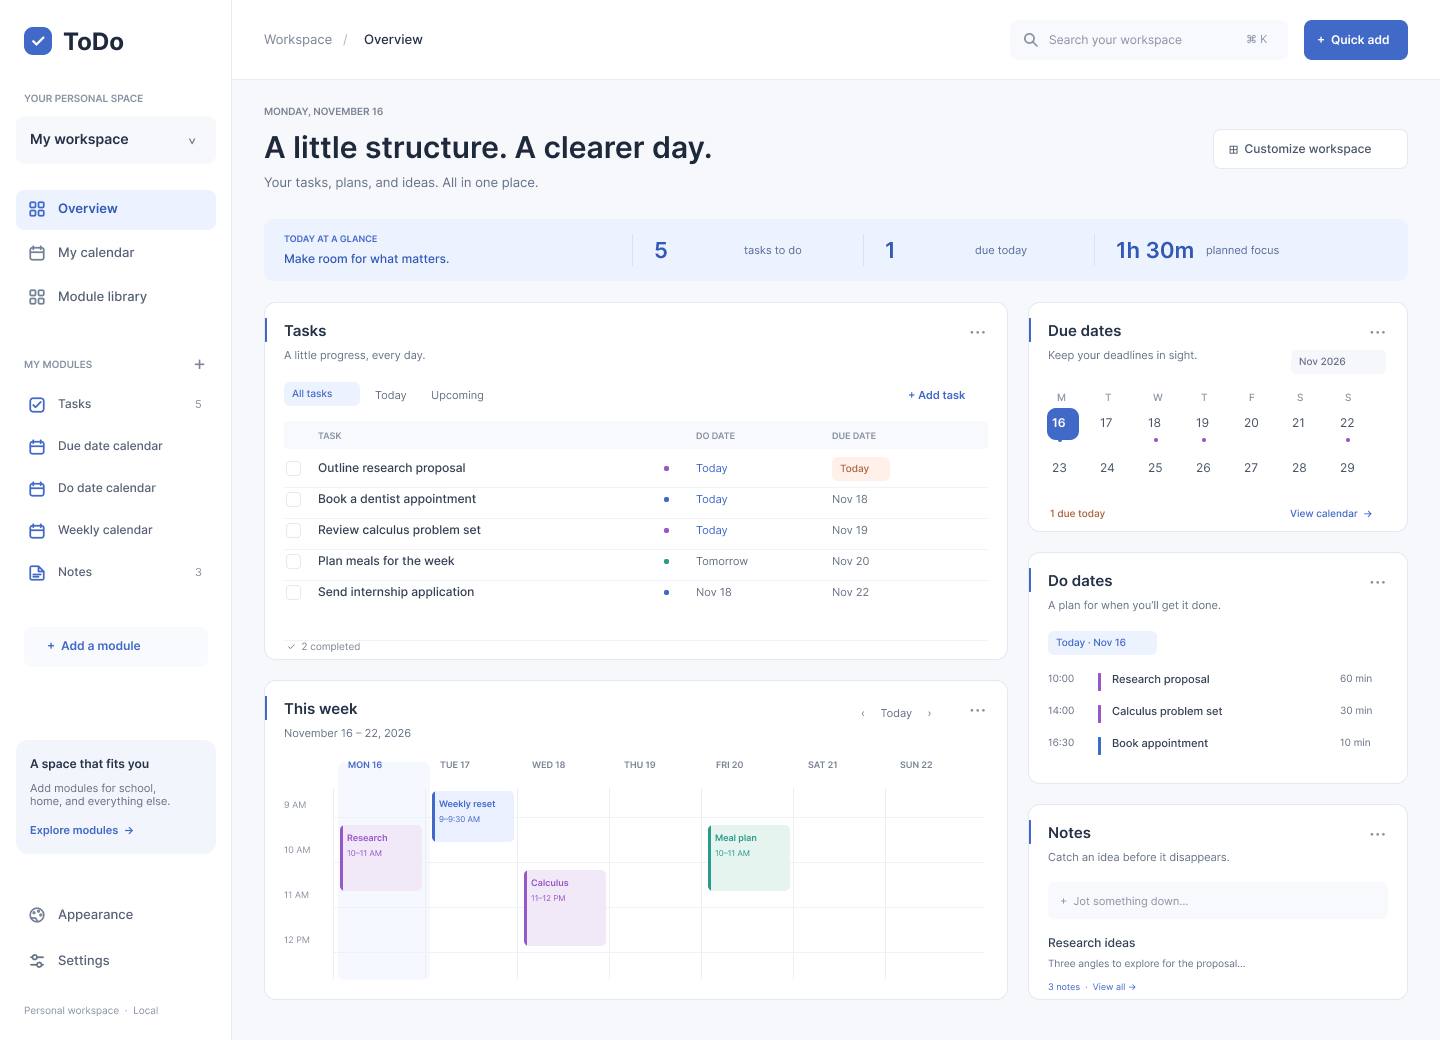 ToDo
YOUR PERSONAL SPACE
My workspace
Overview
My calendar
Module library
MY MODULES +
Tasks 5
Due date calendar
Do date calendar
Weekly calendar
Notes 3
+ Add a module
A space that fits you
Add modules for school,
home, and everything else.
Explore modules →
Appearance
Settings
Personal workspace · Local
Workspace / Overview
Search your workspace ⌘ K
+ Quick add
MONDAY, NOVEMBER 16
A little structure. A clearer day.
Your tasks, plans, and ideas. All in one place.
Customize workspace
TODAY AT A GLANCE
Make room for what matters.
5 tasks to do
1 due today
1h 30m planned focus
Tasks
A little progress, every day.
All tasks Today Upcoming + Add task
TASK DO DATE DUE DATE
Outline research proposal Today Today
Book a dentist appointment Today Nov 18
Review calculus problem set Today Nov 19
Plan meals for the week Tomorrow Nov 20
Send internship application Nov 18 Nov 22
✓ 2 completed
This week
November 16 – 22, 2026
‹ Today ›
MON 16 TUE 17 WED 18 THU 19 FRI 20 SAT 21 SUN 22
9 AM
10 AM
11 AM
12 PM
Research
10–11 AM
Weekly reset
9–9:30 AM
Calculus
11–12 PM
Meal plan
10–11 AM
Due dates
Keep your deadlines in sight.
Nov 2026
M T W T F S S
16 17 18 19 20 21 22
23 24 25 26 27 28 29
1 due today View calendar →
Do dates
A plan for when you'll get it done.
Today · Nov 16
10:00 Research proposal 60 min
14:00 Calculus problem set 30 min
16:30 Book appointment 10 min
Notes
Catch an idea before it disappears.
+ Jot something down...
Research ideas
Three angles to explore for the proposal...
3 notes · View all →